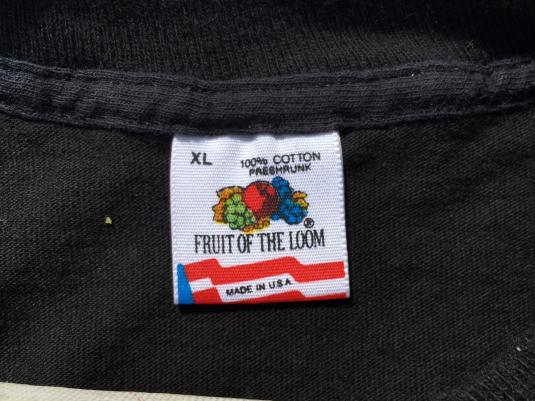 XL 100% COTTON
PRESHRUNK
®
FRUIT OF THE LOOM
MADE IN U.S.A.